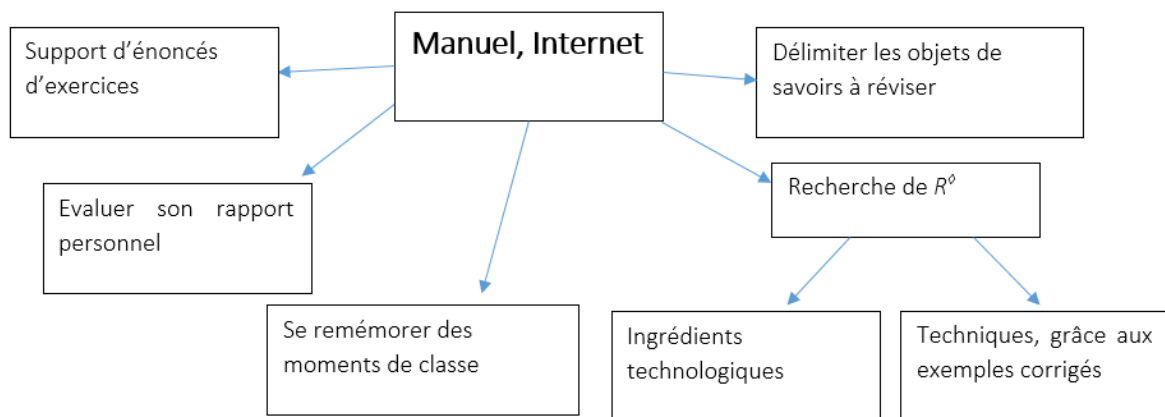 Manuel, Internet
Support d’énoncés
d’exercices
Délimiter les objets de
savoirs à réviser
Evaluer son rapport
personnel
Recherche de R◊
Se remémorer des
moments de classe
Ingrédients
technologiques
Techniques, grâce aux
exemples corrigés